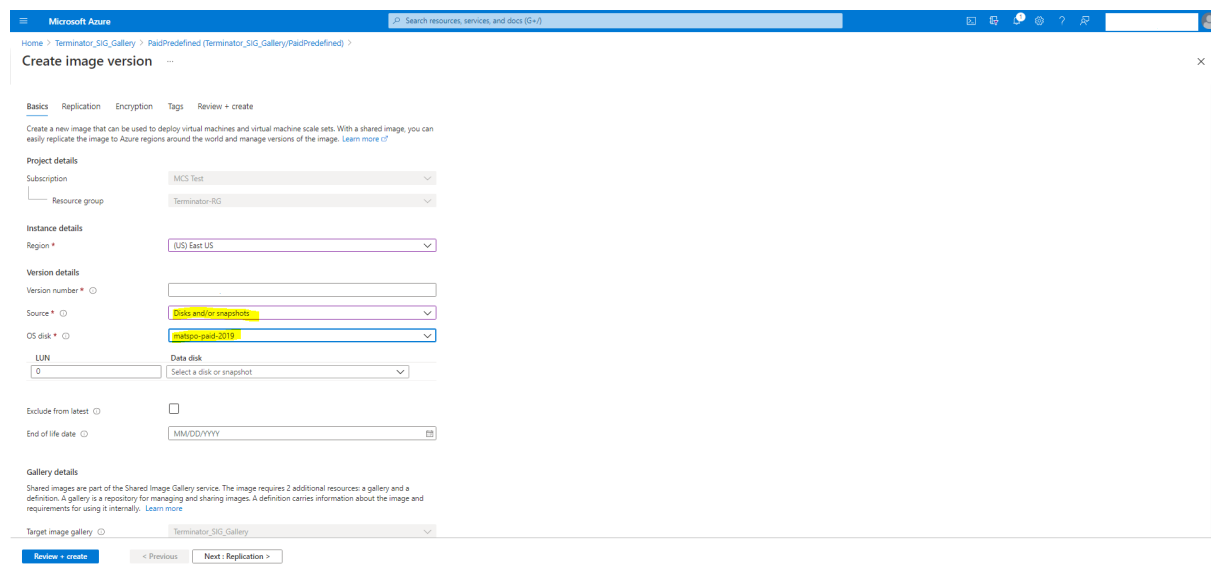 Microsoft Azure
Search resources, services, and docs (G+/)
Home > Terminator_SIG_Gallery > PaidPredefined (Terminator_SIG_Gallery/PaidPredefined) >
Create image version ...
Basics Replication Encryption Tags Review + create
Create a new image that can be used to deploy virtual machines and virtual machine scale sets. With a shared image, you can
easily replicate the image to Azure regions around the world and manage versions of the image. Learn more
Project details
Subscription MCS Test
Resource group Terminator-RG
Instance details
Region * (US) East US
Version details
Version number *
Source * Disks and/or snapshots
OS disk * matspo-paid-2019
LUN Data disk
0 Select a disk or snapshot
Exclude from latest
End of life date MM/DD/YYYY
Gallery details
Shared images are part of the Shared Image Gallery service. The image requires 2 additional resources: a gallery and a
definition. A gallery is a repository for managing and sharing images. A definition carries information about the image and
requirements for using it internally. Learn more
Target image gallery Terminator_SIG_Gallery
Review + create < Previous Next : Replication >